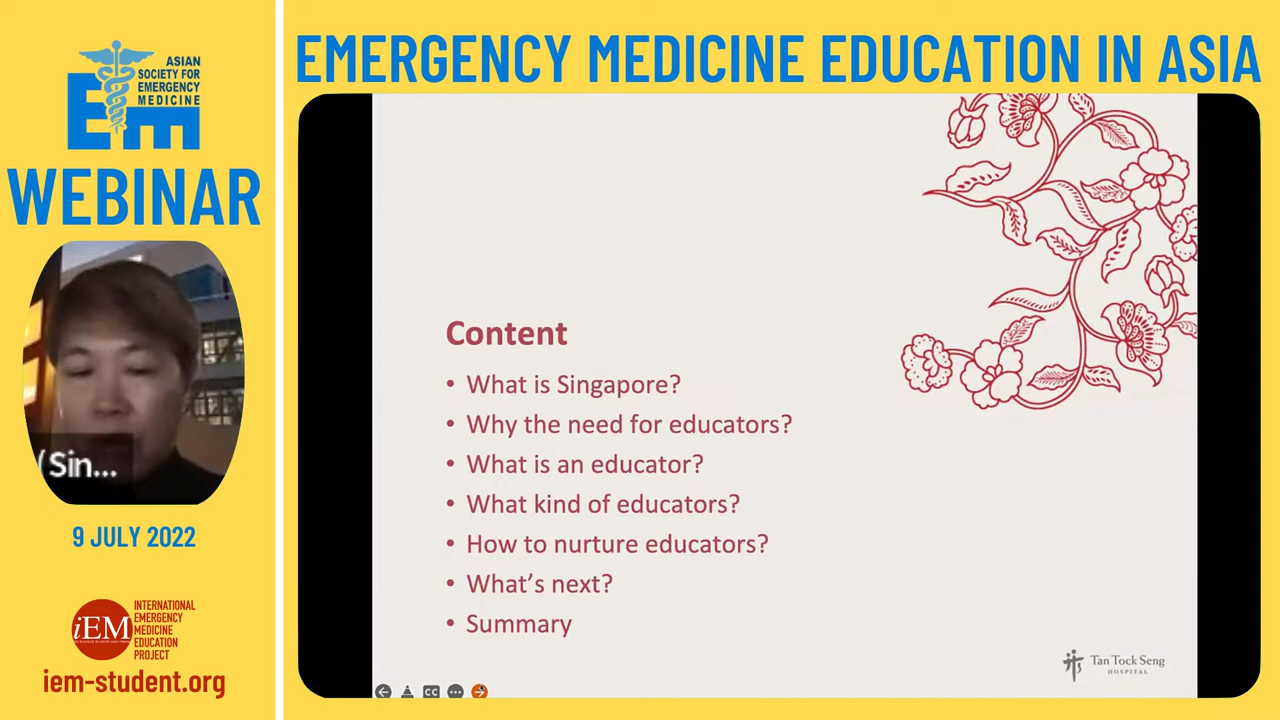 EMERGENCY MEDICINE EDUCATION IN ASIA
ASIAN
SOCIETY FOR
EMERGENCY
MEDICINE
Em
WEBINAR
(Sin...
9 JULY 2022
iEM
INTERNATIONAL
EMERGENCY
MEDICINE
EDUCATION
PROJECT
iem-student.org
Content
• What is Singapore?
• Why the need for educators?
• What is an educator?
• What kind of educators?
• How to nurture educators?
• What’s next?
• Summary
Tan Tock Seng
HOSPITAL
CC